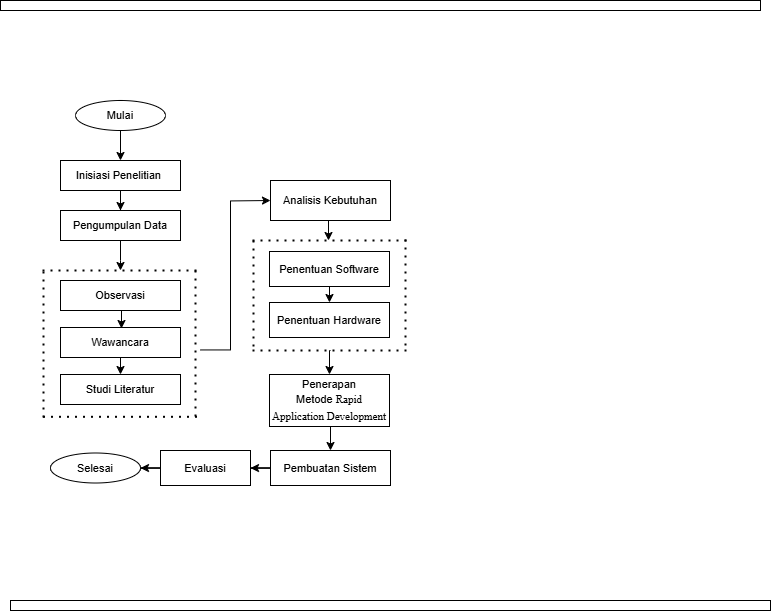 Mulai
Inisiasi Penelitian
Pengumpulan Data
Observasi
Wawancara
Studi Literatur
Analisis Kebutuhan
Penentuan Software
Penentuan Hardware
Penerapan
Metode Rapid
Application Development
Pembuatan Sistem
Evaluasi
Selesai